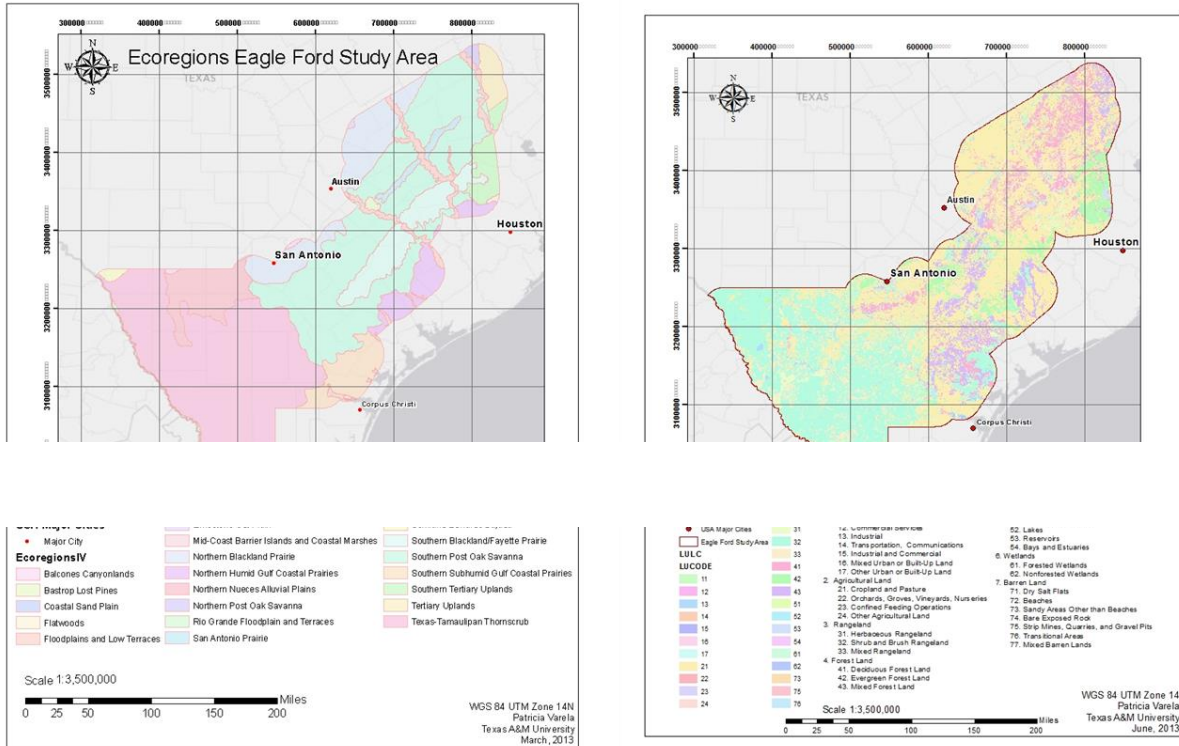 300000 400000 500000 600000 700000 800000
N
W E
S
Ecoregions Eagle Ford Study Area
TEXAS
3500000
3400000
Austin
3300000
Houston
San Antonio
3200000
3100000
Corpus Christi
Major City
EcoregionsIV
Balcones Canyonlands
Bastrop Lost Pines
Coastal Sand Plain
Flatwoods
Floodplains and Low Terraces
Mid-Coast Barrier Islands and Coastal Marshes
Northern Blackland Prairie
Northern Humid Gulf Coastal Prairies
Northern Nueces Alluvial Plains
Northern Post Oak Savanna
Rio Grande Floodplain and Terraces
San Antonio Prairie
Southern Blackland/Fayette Prairie
Southern Post Oak Savanna
Southern Subhumid Gulf Coastal Prairies
Southern Tertiary Uplands
Tertiary Uplands
Texas-Tamaulipan Thornscrub
Scale 1:3,500,000
Miles
0 25 50 100 150 200
WGS 84 UTM Zone 14N
Patricia Varela
Texas A&M University
March, 2013
300000 400000 500000 600000 700000 800000
N
W E
S
TEXAS
3500000
3400000
Austin
3300000
Houston
San Antonio
3200000
3100000
Corpus Christi
USA Major Cities
Eagle Ford Study Area
LULC
LUCODE
11
12
13
14
15
16
17
21
22
23
24
31
32
33
41
42
43
51
52
53
54
61
62
73
75
76
12. Commercial Services
13. Industrial
14. Transportation, Communications
15. Industrial and Commercial
16. Mixed Urban or Built-Up Land
17. Other Urban or Built-Up Land
2. Agricultural Land
21. Cropland and Pasture
22. Orchards, Groves, Vineyards, Nurseries
23. Confined Feeding Operations
24. Other Agricultural Land
3. Rangeland
31. Herbaceous Rangeland
32. Shrub and Brush Rangeland
33. Mixed Rangeland
4. Forest Land
41. Deciduous Forest Land
42. Evergreen Forest Land
43. Mixed Forest Land
52. Lakes
53. Reservoirs
54. Bays and Estuaries
6. Wetlands
61. Forested Wetlands
62. Nonforested Wetlands
7. Barren Land
71. Dry Salt Flats
72. Beaches
73. Sandy Areas Other than Beaches
74. Bare Exposed Rock
75. Strip Mines, Quarries, and Gravel Pits
76. Transitional Areas
77. Mixed Barren Lands
Scale 1:3,500,000
Miles
0 25 50 100 150 200
WGS 84 UTM Zone 14
Patricia Varela
Texas A&M University
June, 2013